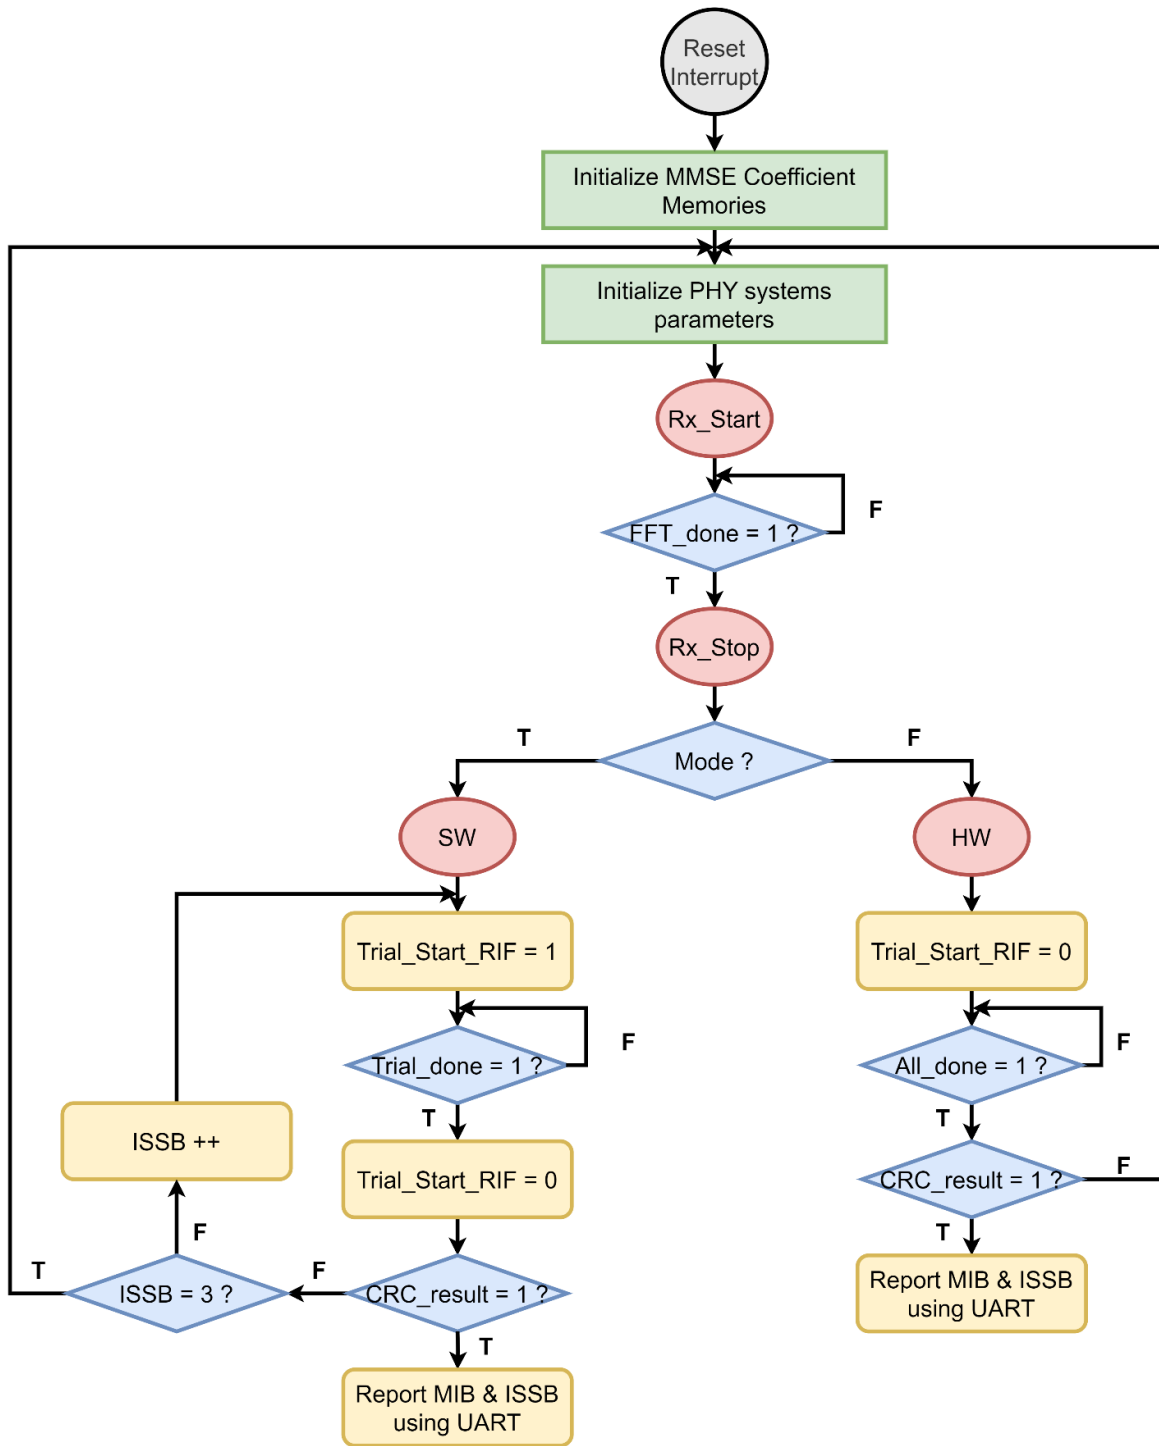 Reset
Interrupt
Initialize MMSE Coefficient
Memories
Initialize PHY systems
parameters
Rx_Start
FFT_done = 1 ?
F
T
Rx_Stop
T
Mode ?
F
SW
HW
Trial_Start_RIF = 1
Trial_Start_RIF = 0
Trial_done = 1 ?
F
All_done = 1 ?
F
T
T
ISSB ++
Trial_Start_RIF = 0
CRC_result = 1 ?
F
F
T
T
ISSB = 3 ?
F
CRC_result = 1 ?
Report MIB & ISSB
using UART
T
Report MIB & ISSB
using UART